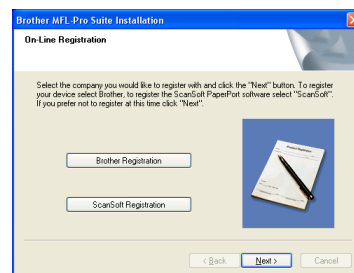 Brother MFL-Pro Suite Installation
On-Line Registration
Select the company you would like to register with and click the "Next" button. To register
your device select Brother, to register the ScanSoft PaperPort software select "ScanSoft".
If you prefer not to register at this time click "Next".
Brother Registration
ScanSoft Registration
< Back
Next >
Cancel